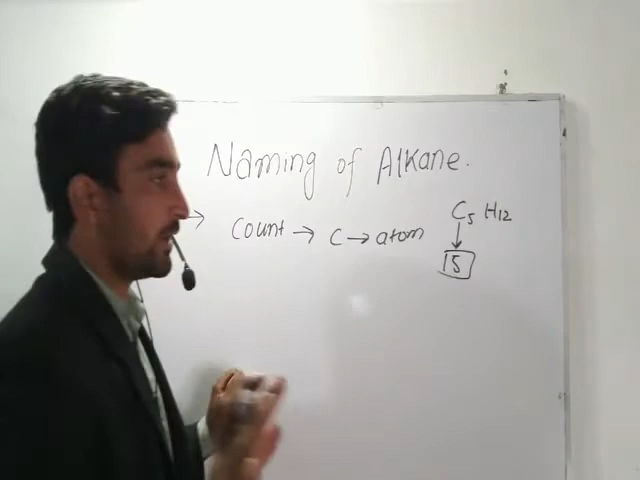 Naming of Alkane.
→ Count → C → atom C₅ H₁₂
↓
5